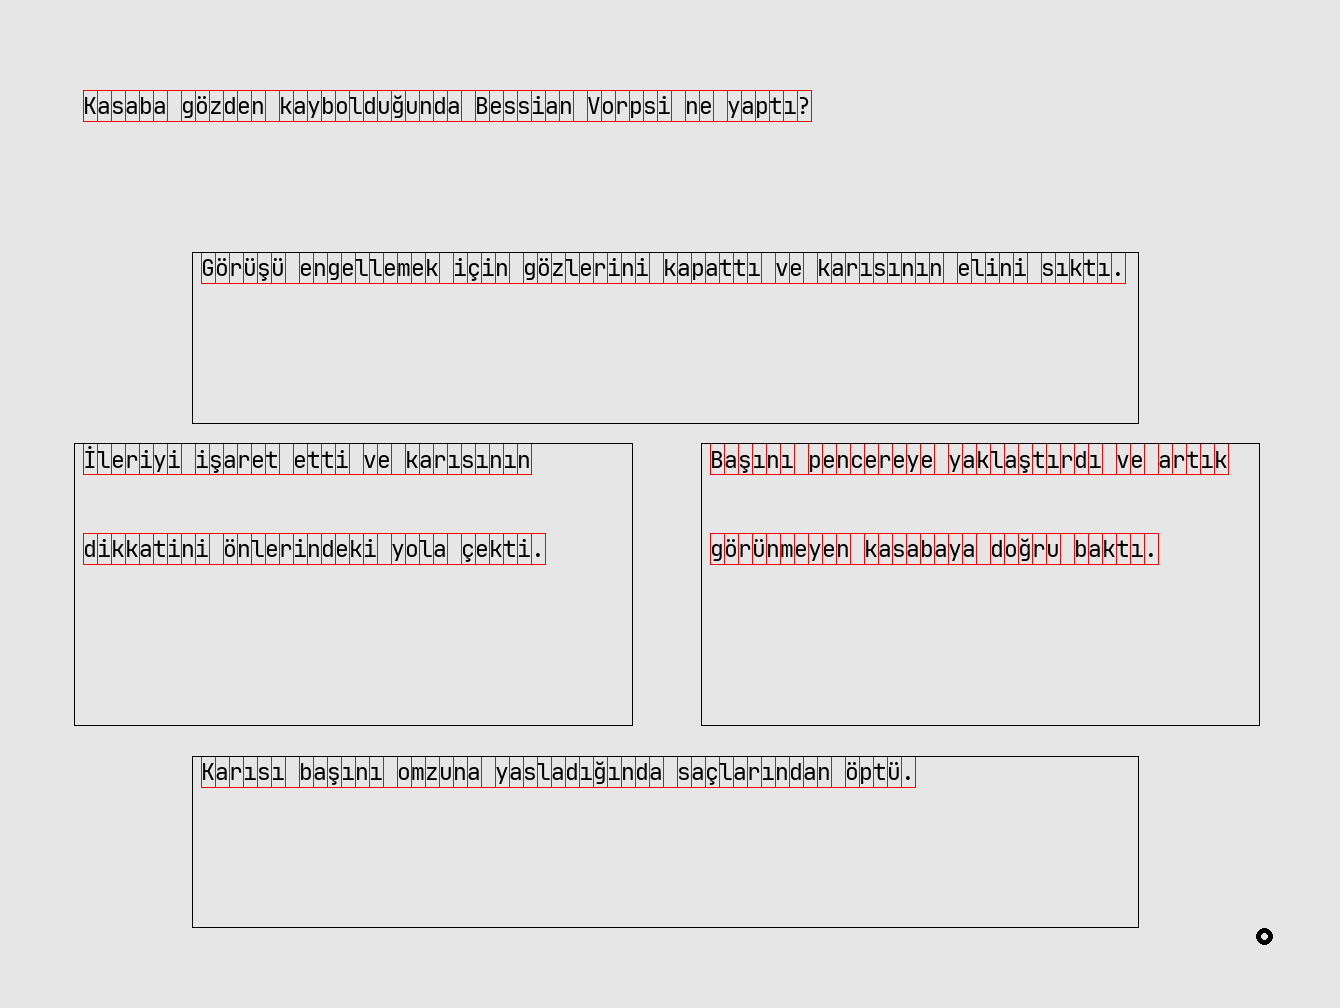 Kasaba gözden kaybolduğunda Bessian Vorpsi ne yaptı?
Görüşü engellemek için gözlerini kapattı ve karısının elini sıktı.
İleriyi işaret etti ve karısının
dikkatini önlerindeki yola çekti.
Başını pencereye yaklaştırdı ve artık
görünmeyen kasabaya doğru baktı.
Karısı başını omzuna yasladığında saçlarından öptü.